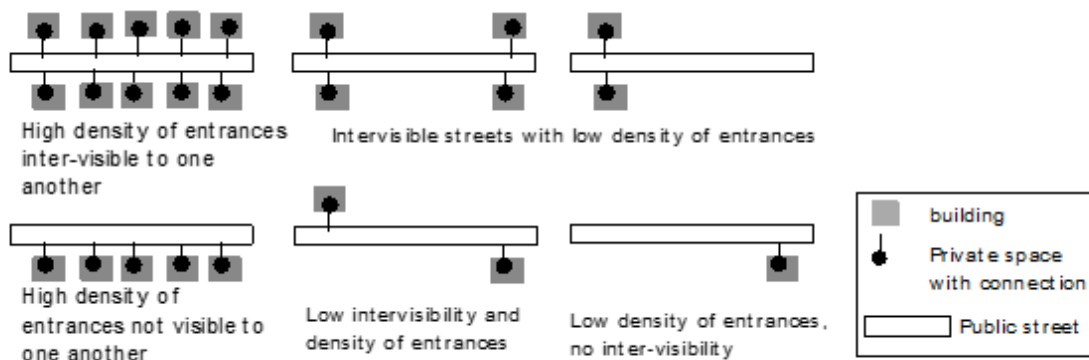 High density of entrances
inter-visible to one
another
Intervisible streets with low density of entrances
High density of
entrances not visible to
one another
Low intervisibility and
density of entrances
Low density of entrances,
no inter-visibility
building
Private space
with connection
Public street